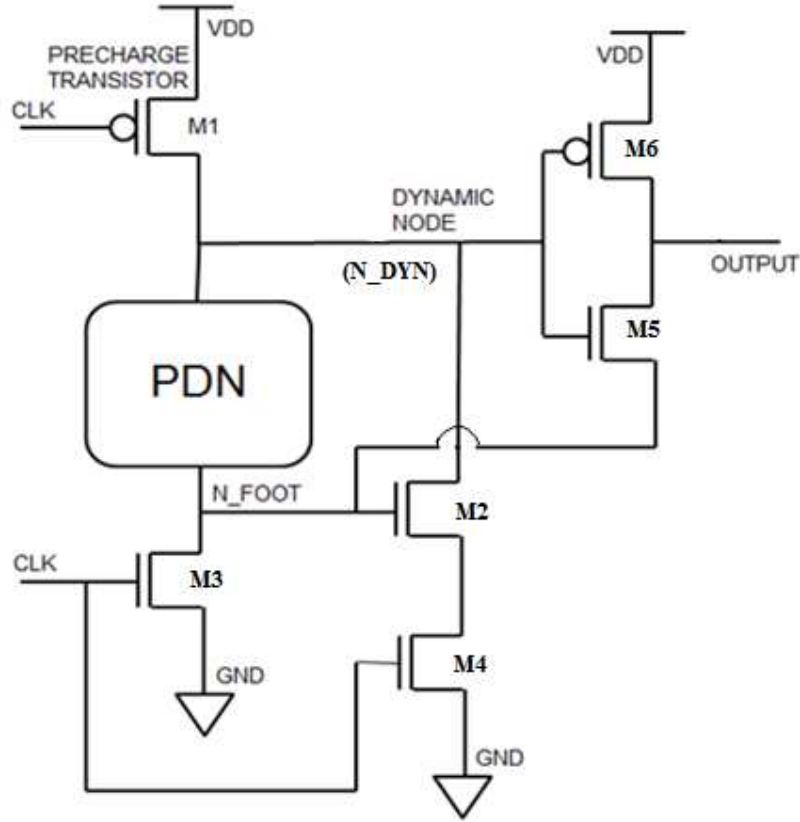 VDD
PRECHARGE
TRANSISTOR
CLK
M1
VDD
M6
DYNAMIC
NODE
(N_DYN)
OUTPUT
M5
PDN
N_FOOT
M2
CLK
M3
M4
GND
GND